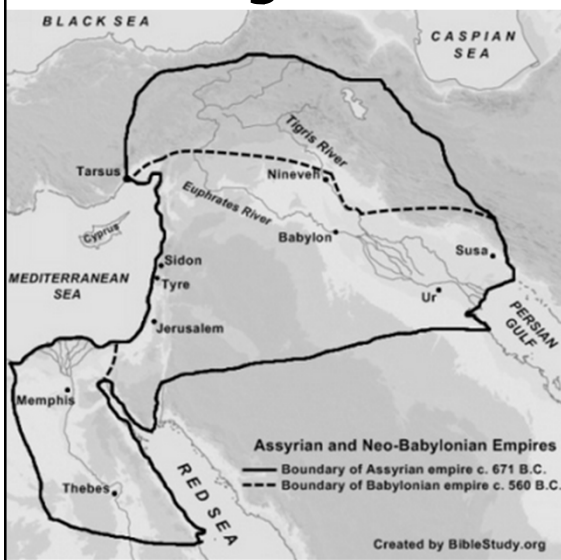 BLACK SEA
CASPIAN
SEA
Tigris River
Tarsus
Nineveh
Euphrates River
Cyprus
Babylon
Susa
Sidon
MEDITERRANEAN
SEA
Tyre
Ur
PERSIAN
GULF
Jerusalem
Memphis
Assyrian and Neo-Babylonian Empires
RED SEA
Boundary of Assyrian empire c. 671 B.C.
Thebes
Boundary of Babylonian empire c. 560 B.C.
Created by BibleStudy.org